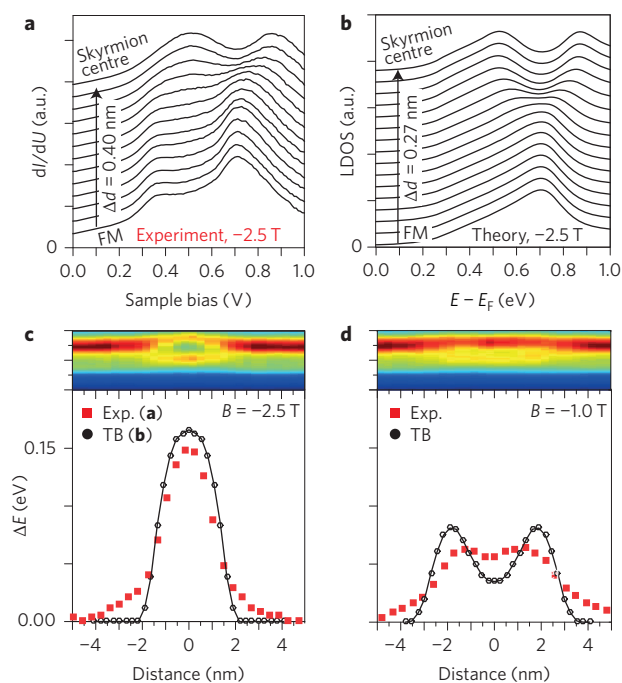 a
Skyrmion
centre
Δd = 0.40 nm
FM
Experiment, −2.5 T
dI/dU (a.u.)
0
0.0 0.2 0.4 0.6 0.8 1.0
Sample bias (V)
b
Skyrmion
centre
Δd = 0.27 nm
FM
Theory, −2.5 T
LDOS (a.u.)
0
0.0 0.2 0.4 0.6 0.8 1.0
E − EF (eV)
c
Exp. (a)
TB (b)
B = −2.5 T
ΔE (eV)
0.15
0.00
−4 −2 0 2 4
Distance (nm)
d
Exp.
TB
B = −1.0 T
−4 −2 0 2 4
Distance (nm)